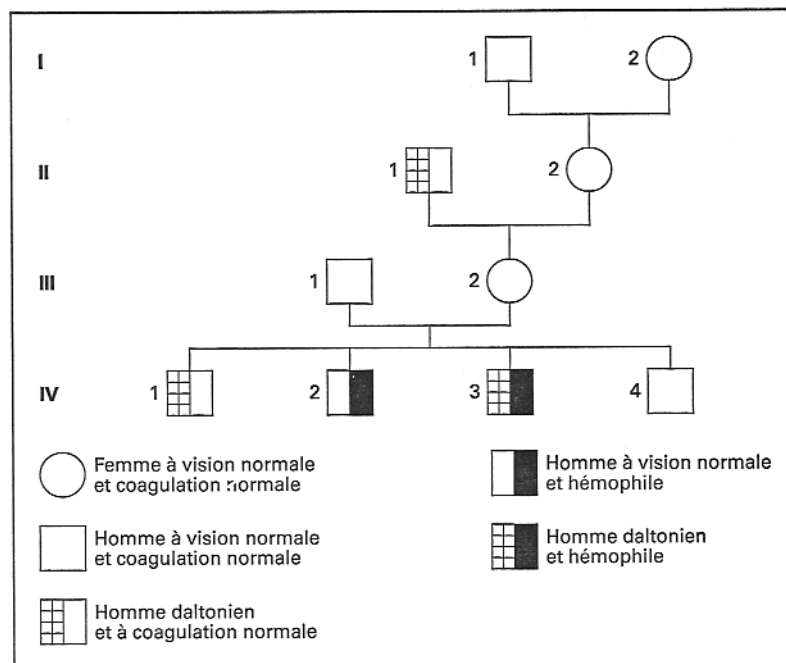 I
1
2
II
1
2
III
1
2
IV
1
2
3
4
Femme à vision normale
et coagulation normale
Homme à vision normale
et coagulation normale
Homme daltonien
et à coagulation normale
Homme à vision normale
et hémophile
Homme daltonien
et hémophile